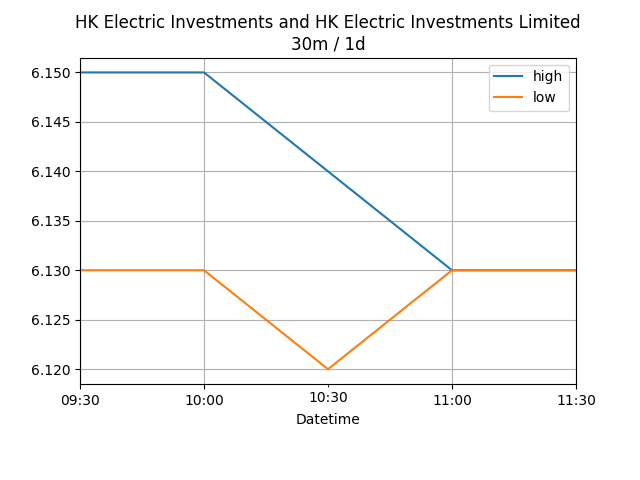 HK Electric Investments and HK Electric Investments Limited
30m / 1d
high
low
6.150
6.145
6.140
6.135
6.130
6.125
6.120
09:30
10:00
10:30
11:00
11:30
Datetime